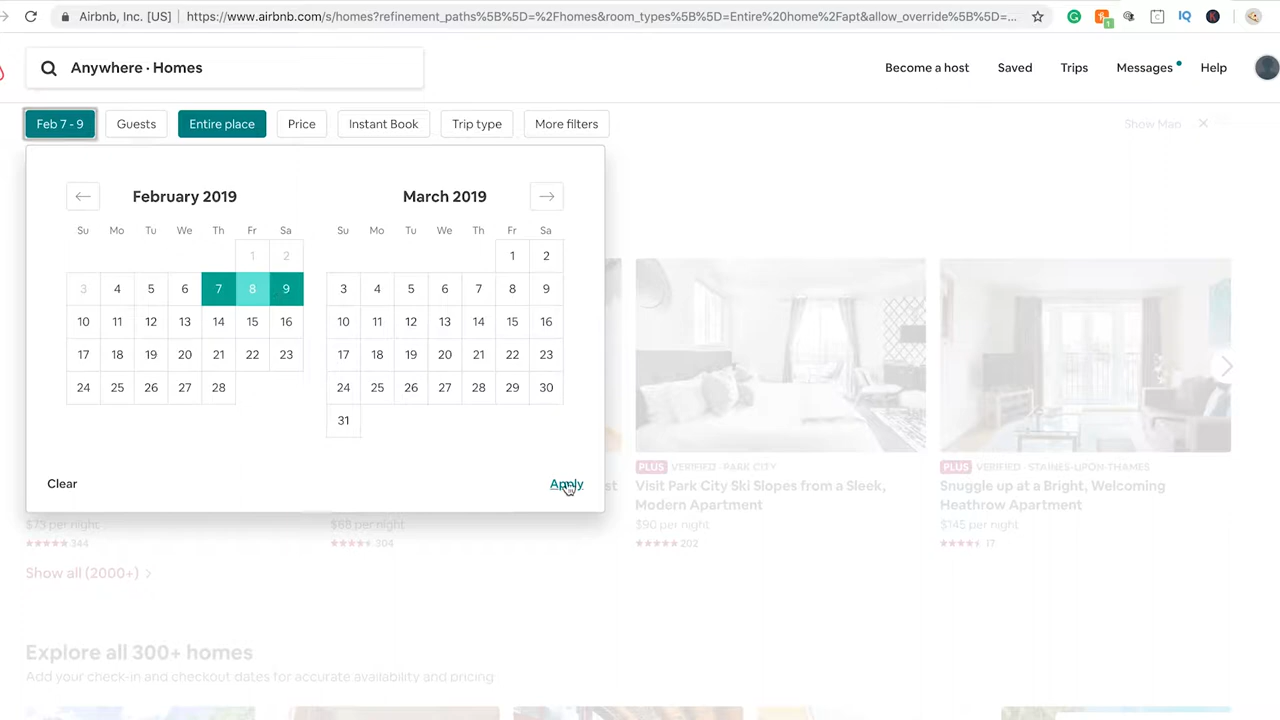 Airbnb, Inc. [US] https://www.airbnb.com/s/homes?refinement_paths%5B%5D=%2Fhomes&room_types%5B%5D=Entire%20home%2Fapt&allow_override%5B%5D=...
Anywhere · Homes
Become a host Saved Trips Messages Help
Feb 7 - 9 Guests Entire place Price Instant Book Trip type More filters
Show Map
February 2019 March 2019
Su Mo Tu We Th Fr Sa Su Mo Tu We Th Fr Sa
1 2 1 2
3 4 5 6 7 8 9 3 4 5 6 7 8 9
10 11 12 13 14 15 16 10 11 12 13 14 15 16
17 18 19 20 21 22 23 17 18 19 20 21 22 23
24 25 26 27 28 24 25 26 27 28 29 30
31
Clear Apply
PLUS VERIFIED · PARK CITY PLUS VERIFIED · STAINES-UPON-THAMES
Visit Park City Ski Slopes from a Sleek, Snuggle up at a Bright, Welcoming
Modern Apartment Heathrow Apartment
$73 per night $68 per night $90 per night $145 per night
344 304 202 17
Show all (2000+)
Explore all 300+ homes
Add your check-in and checkout dates for accurate availability and pricing